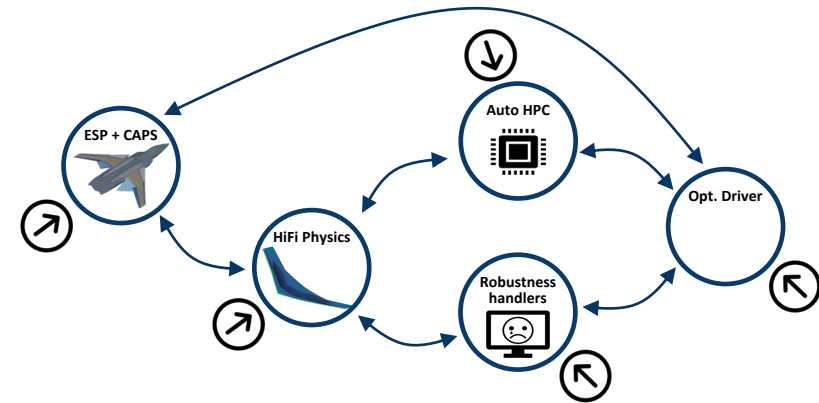 Auto HPC
ESP + CAPS
Opt. Driver
HiFi Physics
Robustness
handlers